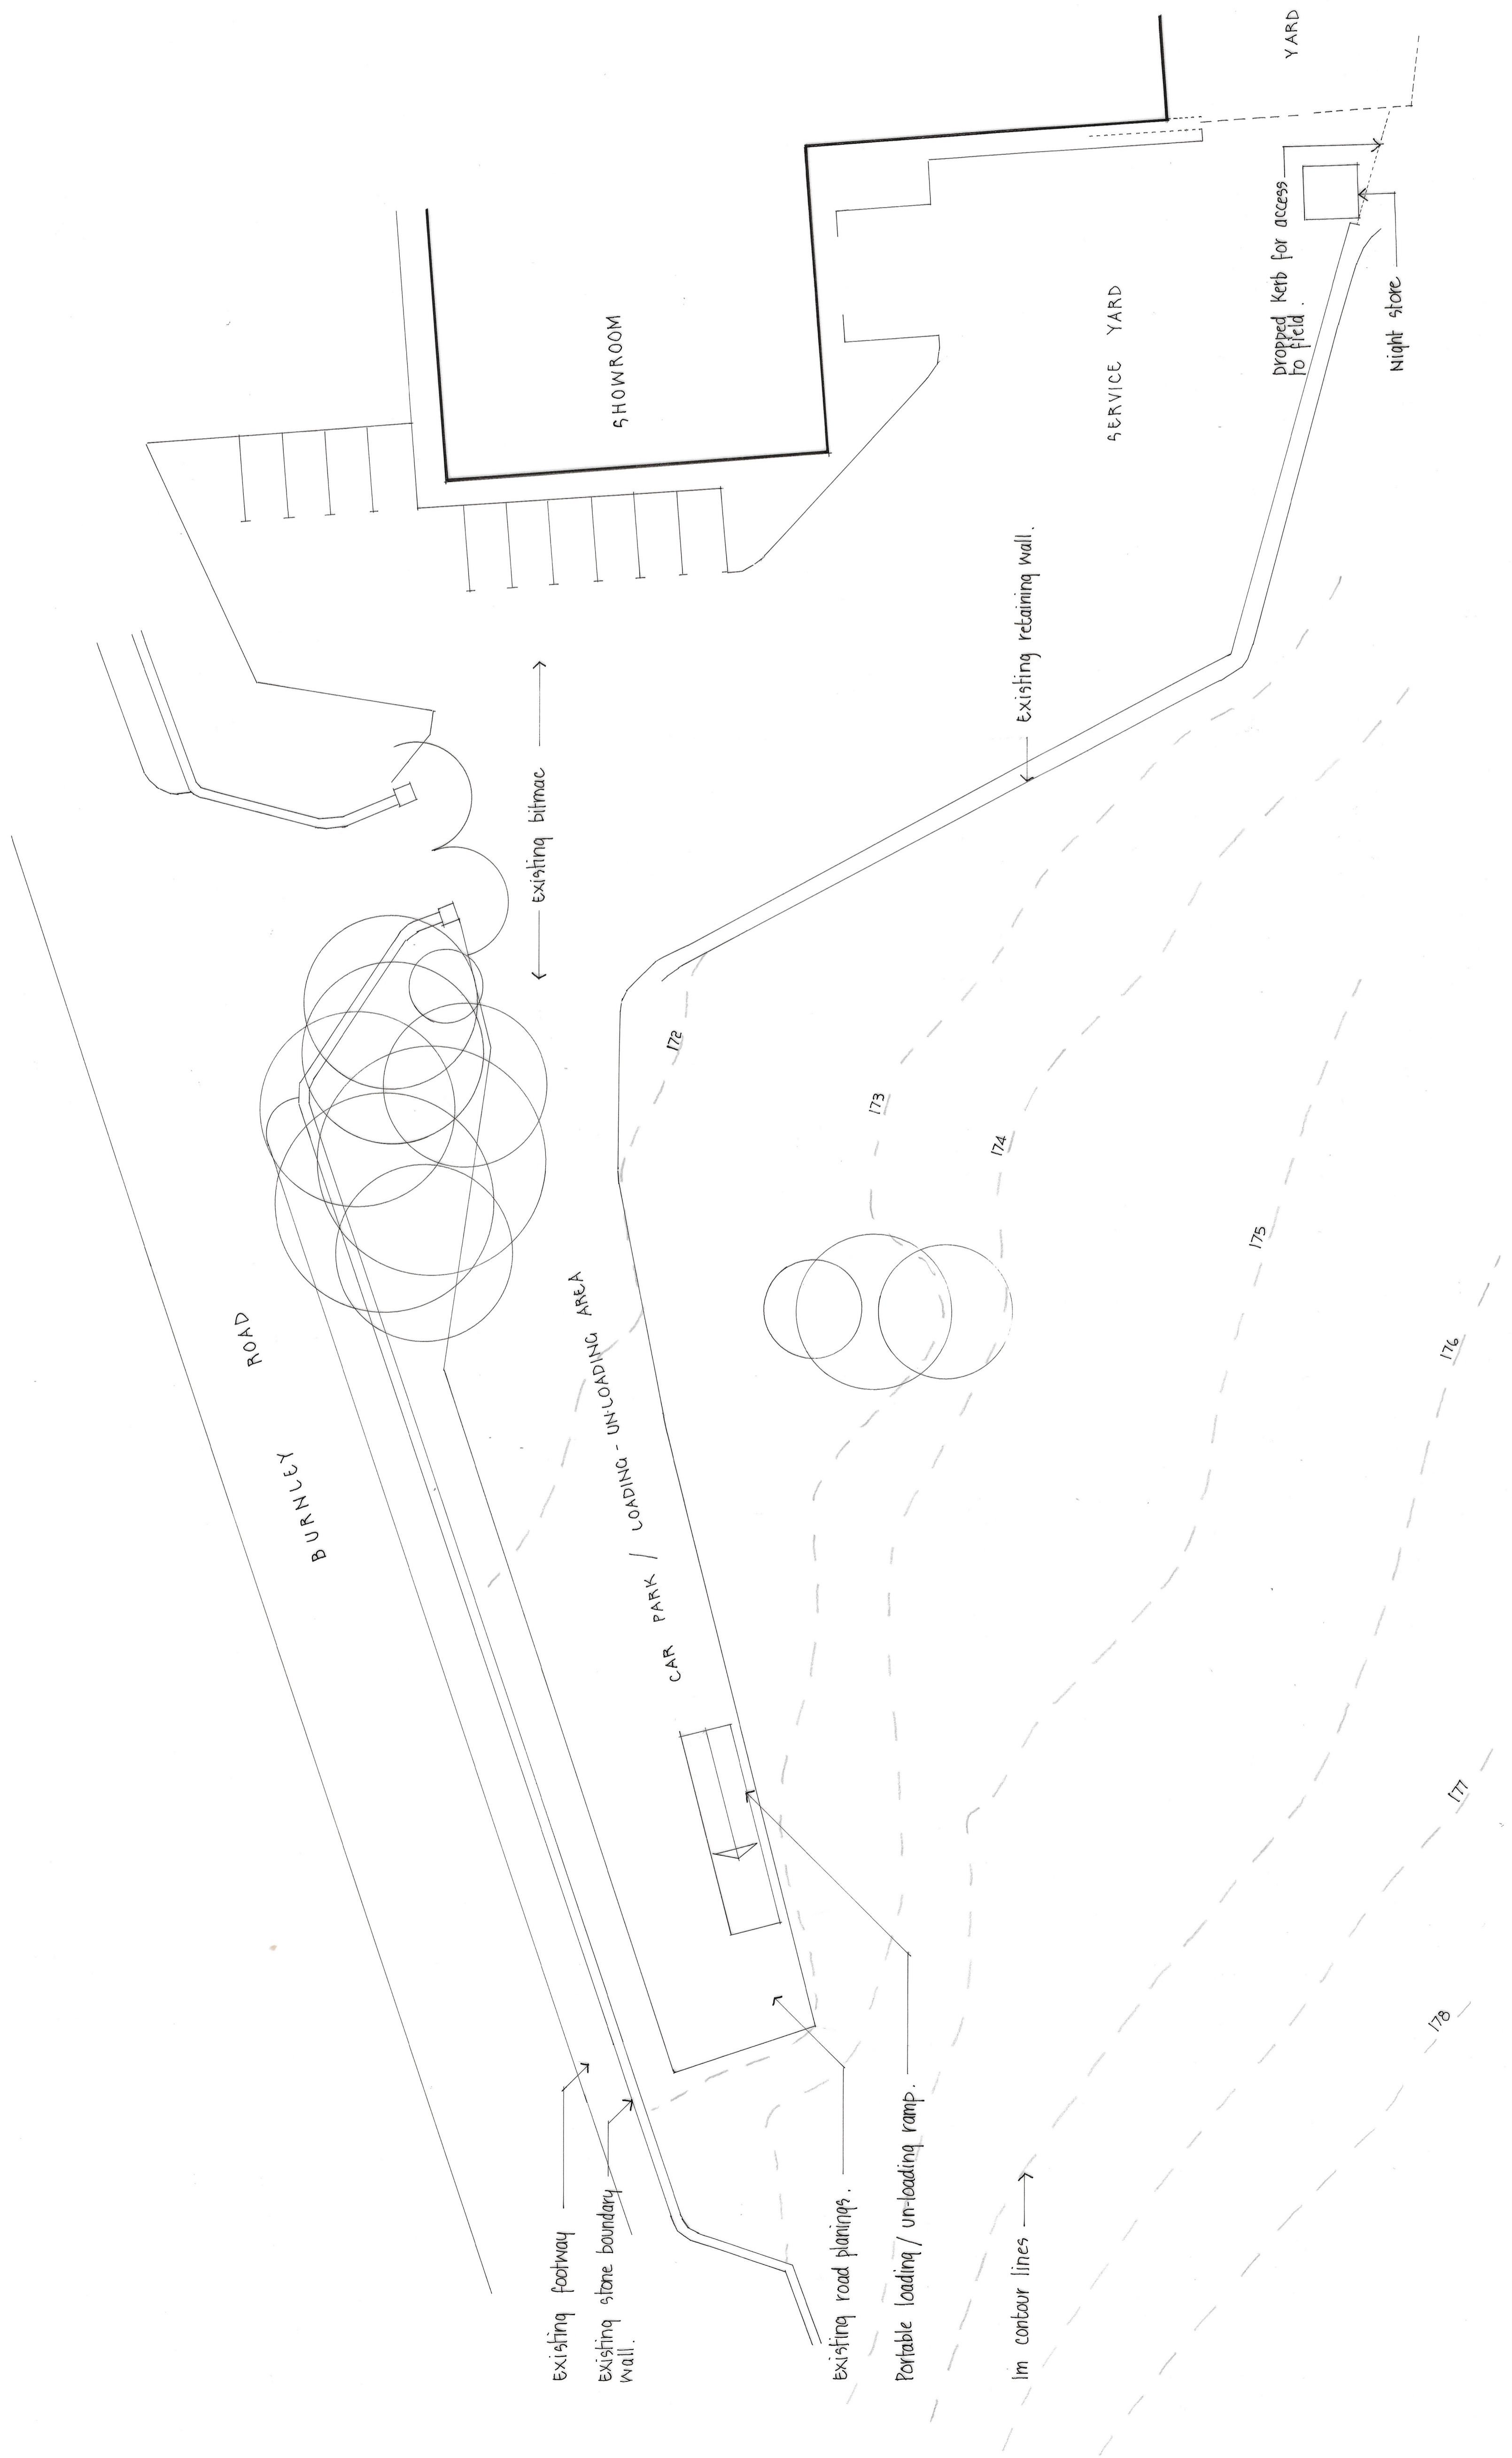 BURNLEY ROAD
SHOWROOM
SERVICE YARD
YARD
Existing bitmac
Existing retaining wall.
Dropped Kerb for access
to field.
Night store
CAR PARK / LOADING - UN-LOADING AREA
172
173
174
175
176
177
178
Existing footway
Existing stone boundary
wall.
Existing road planings.
Portable loading / un-loading ramp.
1m contour lines